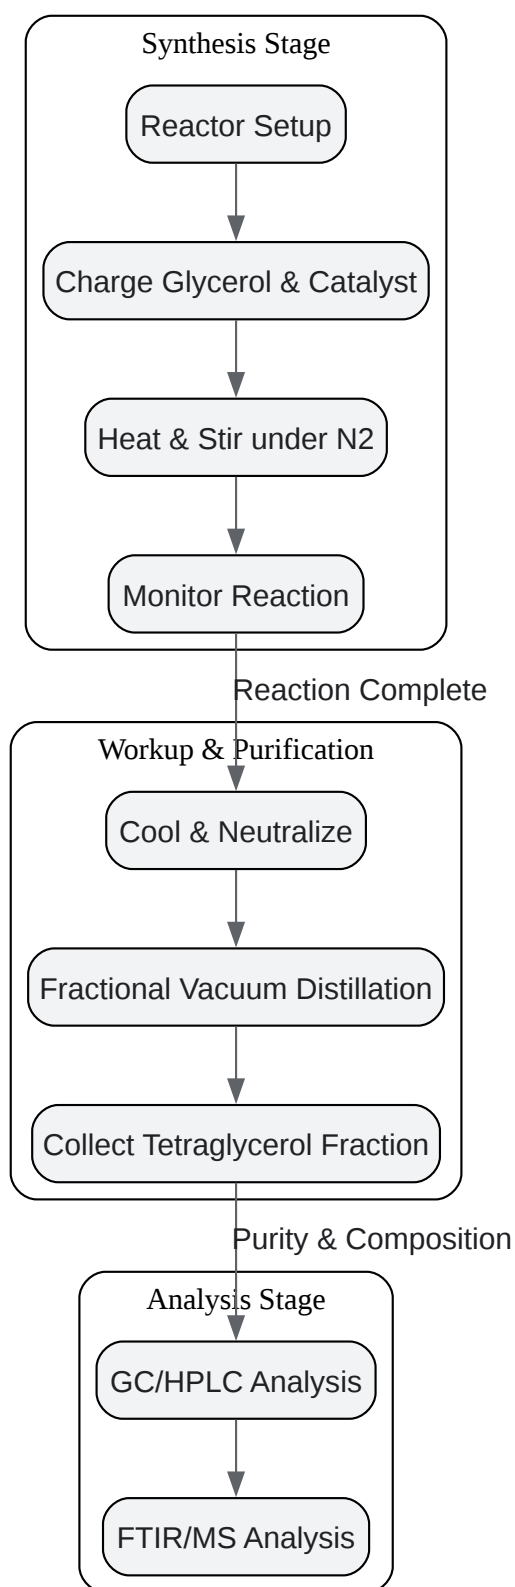 Synthesis Stage
Reactor Setup
Charge Glycerol & Catalyst
Heat & Stir under N2
Monitor Reaction
Reaction Complete
Workup & Purification
Cool & Neutralize
Fractional Vacuum Distillation
Collect Tetraglycerol Fraction
Purity & Composition
Analysis Stage
GC/HPLC Analysis
FTIR/MS Analysis